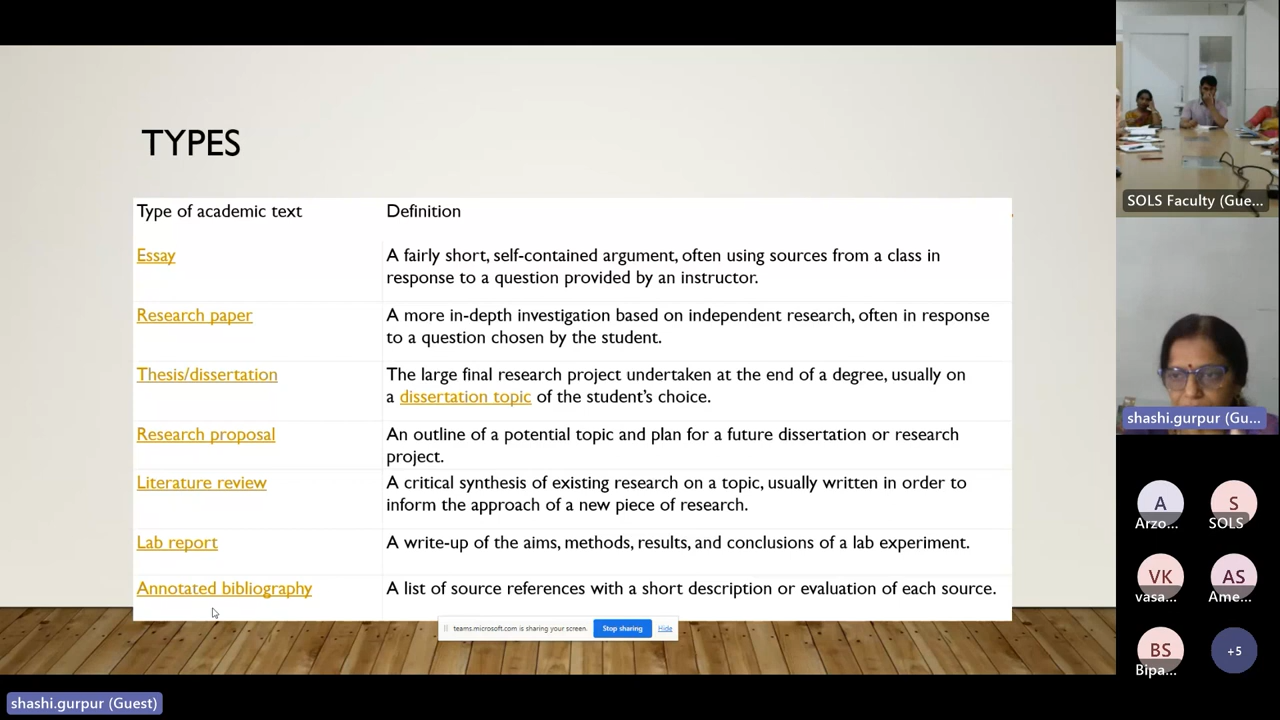 TYPES
Type of academic text
Definition
Essay
A fairly short, self-contained argument, often using sources from a class in
response to a question provided by an instructor.
Research paper
A more in-depth investigation based on independent research, often in response
to a question chosen by the student.
Thesis/dissertation
The large final research project undertaken at the end of a degree, usually on
a dissertation topic of the student’s choice.
Research proposal
An outline of a potential topic and plan for a future dissertation or research
project.
Literature review
A critical synthesis of existing research on a topic, usually written in order to
inform the approach of a new piece of research.
Lab report
A write-up of the aims, methods, results, and conclusions of a lab experiment.
Annotated bibliography
A list of source references with a short description or evaluation of each source.
teams.microsoft.com is sharing your screen.
Stop sharing
Hide
SOLS Faculty (Gue...
shashi.gurpur (Gu...
A
Arzo...
S
SOLS
VK
vasa...
AS
Ame...
BS
Bipa...
+5
shashi.gurpur (Guest)